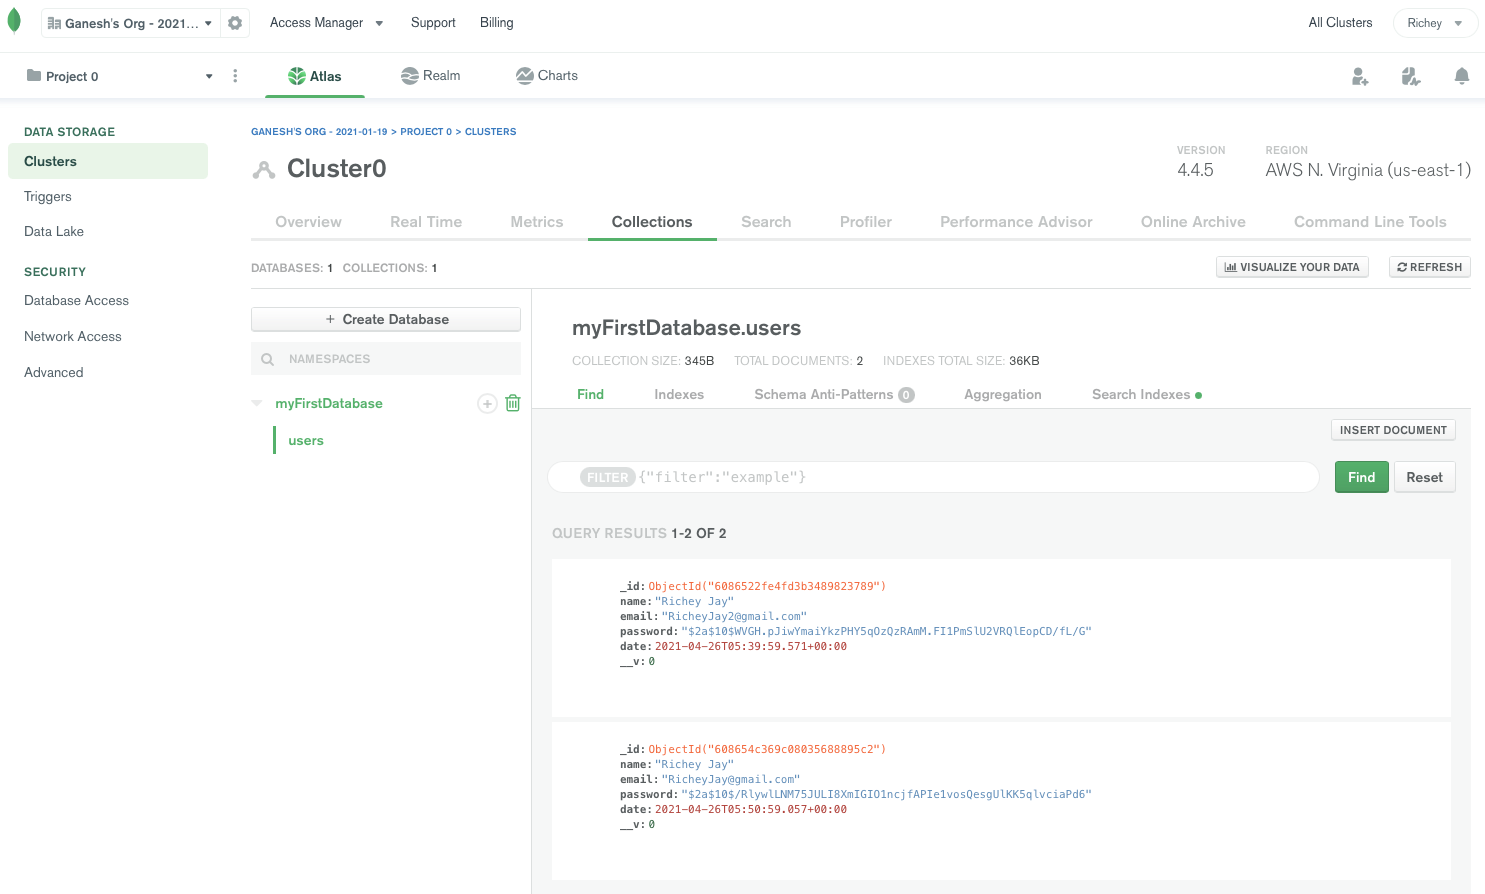 Ganesh's Org - 2021... Access Manager Support Billing All Clusters Richey
Project 0 Atlas Realm Charts
DATA STORAGE
Clusters
Triggers
Data Lake
SECURITY
Database Access
Network Access
Advanced
GANESH'S ORG - 2021-01-19 > PROJECT 0 > CLUSTERS
Cluster0
VERSION REGION
4.4.5 AWS N. Virginia (us-east-1)
Overview Real Time Metrics Collections Search Profiler Performance Advisor Online Archive Command Line Tools
DATABASES: 1 COLLECTIONS: 1 VISUALIZE YOUR DATA REFRESH
+ Create Database
NAMESPACES
myFirstDatabase
users
myFirstDatabase.users
COLLECTION SIZE: 345B TOTAL DOCUMENTS: 2 INDEXES TOTAL SIZE: 36KB
Find Indexes Schema Anti-Patterns 0 Aggregation Search Indexes
INSERT DOCUMENT
FILTER {"filter":"example"} Find Reset
QUERY RESULTS 1-2 OF 2
_id: ObjectId("6086522fe4fd3b3489823789")
name: "Richey Jay"
email: "RicheyJay2@gmail.com"
password: "$2a$10$WVGH.pJiwYmaiYkzPHY5qOzQzRAmM.FI1PmSlU2VRQlEopCD/fL/G"
date: 2021-04-26T05:39:59.571+00:00
__v: 0
_id: ObjectId("608654c369c08035688895c2")
name: "Richey Jay"
email: "RicheyJay@gmail.com"
password: "$2a$10$/RlywlLNM75JULI8XmIGIO1ncjfAPIe1vosQesgUlKK5qlvciaPd6"
date: 2021-04-26T05:50:59.057+00:00
__v: 0